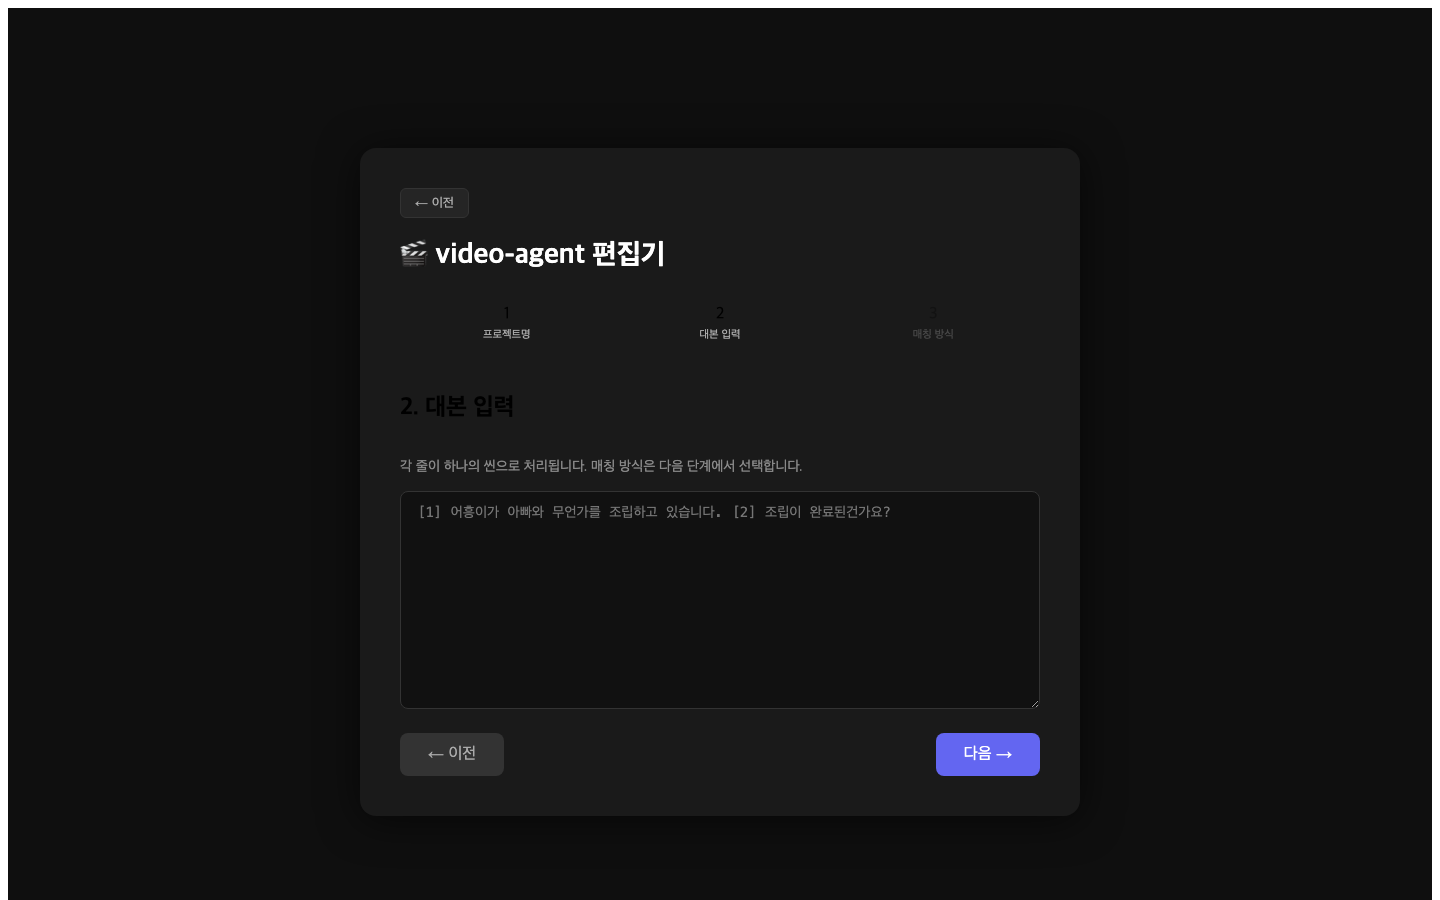 ← 이전
🎬 video-agent 편집기
1
프로젝트명
2
대본 입력
3
매칭 방식
2. 대본 입력
각 줄이 하나의 씬으로 처리됩니다. 매칭 방식은 다음 단계에서 선택합니다.
[1] 어흥이가 아빠와 무언가를 조립하고 있습니다. [2] 조립이 완료된건가요?
← 이전
다음 →